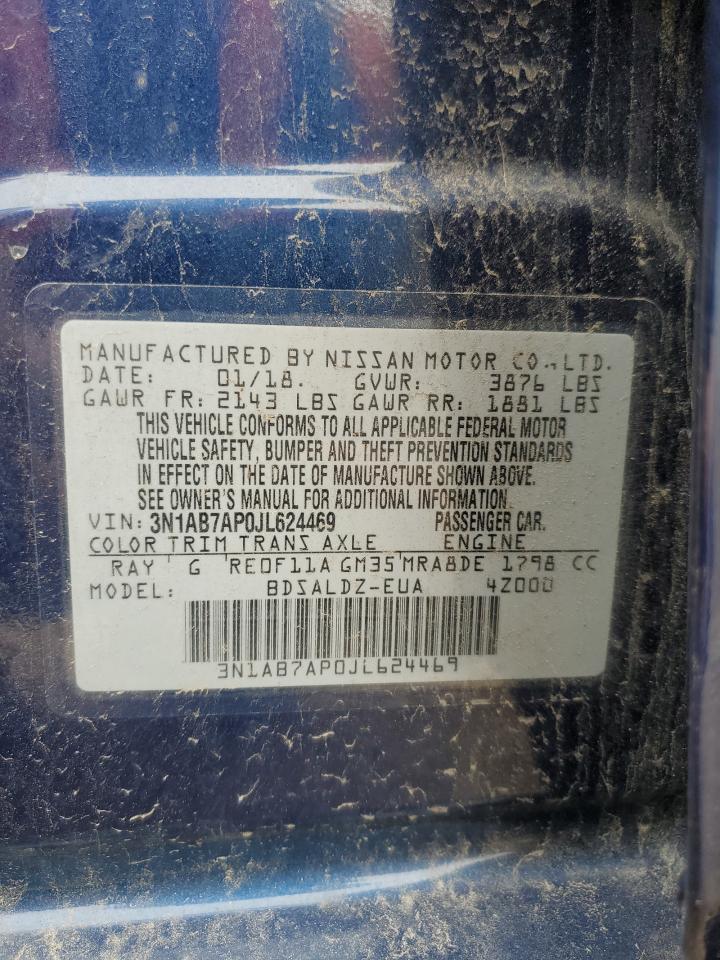 MANUFACTURED BY NISSAN MOTOR CO., LTD.
DATE: 01/18. GVWR: 3876 LBS
GAWR FR: 2143 LBS GAWR RR: 1881 LBS
THIS VEHICLE CONFORMS TO ALL APPLICABLE FEDERAL MOTOR
VEHICLE SAFETY, BUMPER AND THEFT PREVENTION STANDARDS
IN EFFECT ON THE DATE OF MANUFACTURE SHOWN ABOVE.
SEE OWNER'S MANUAL FOR ADDITIONAL INFORMATION
VIN: 3N1AB7AP0JL624469 PASSENGER CAR.
COLOR TRIM TRANS AXLE ENGINE
RAY G RE0F11A GM35 MRA8DE 1798 CC
MODEL: BDSALDZ-EUA 4Z000
3N1AB7AP0JL624469